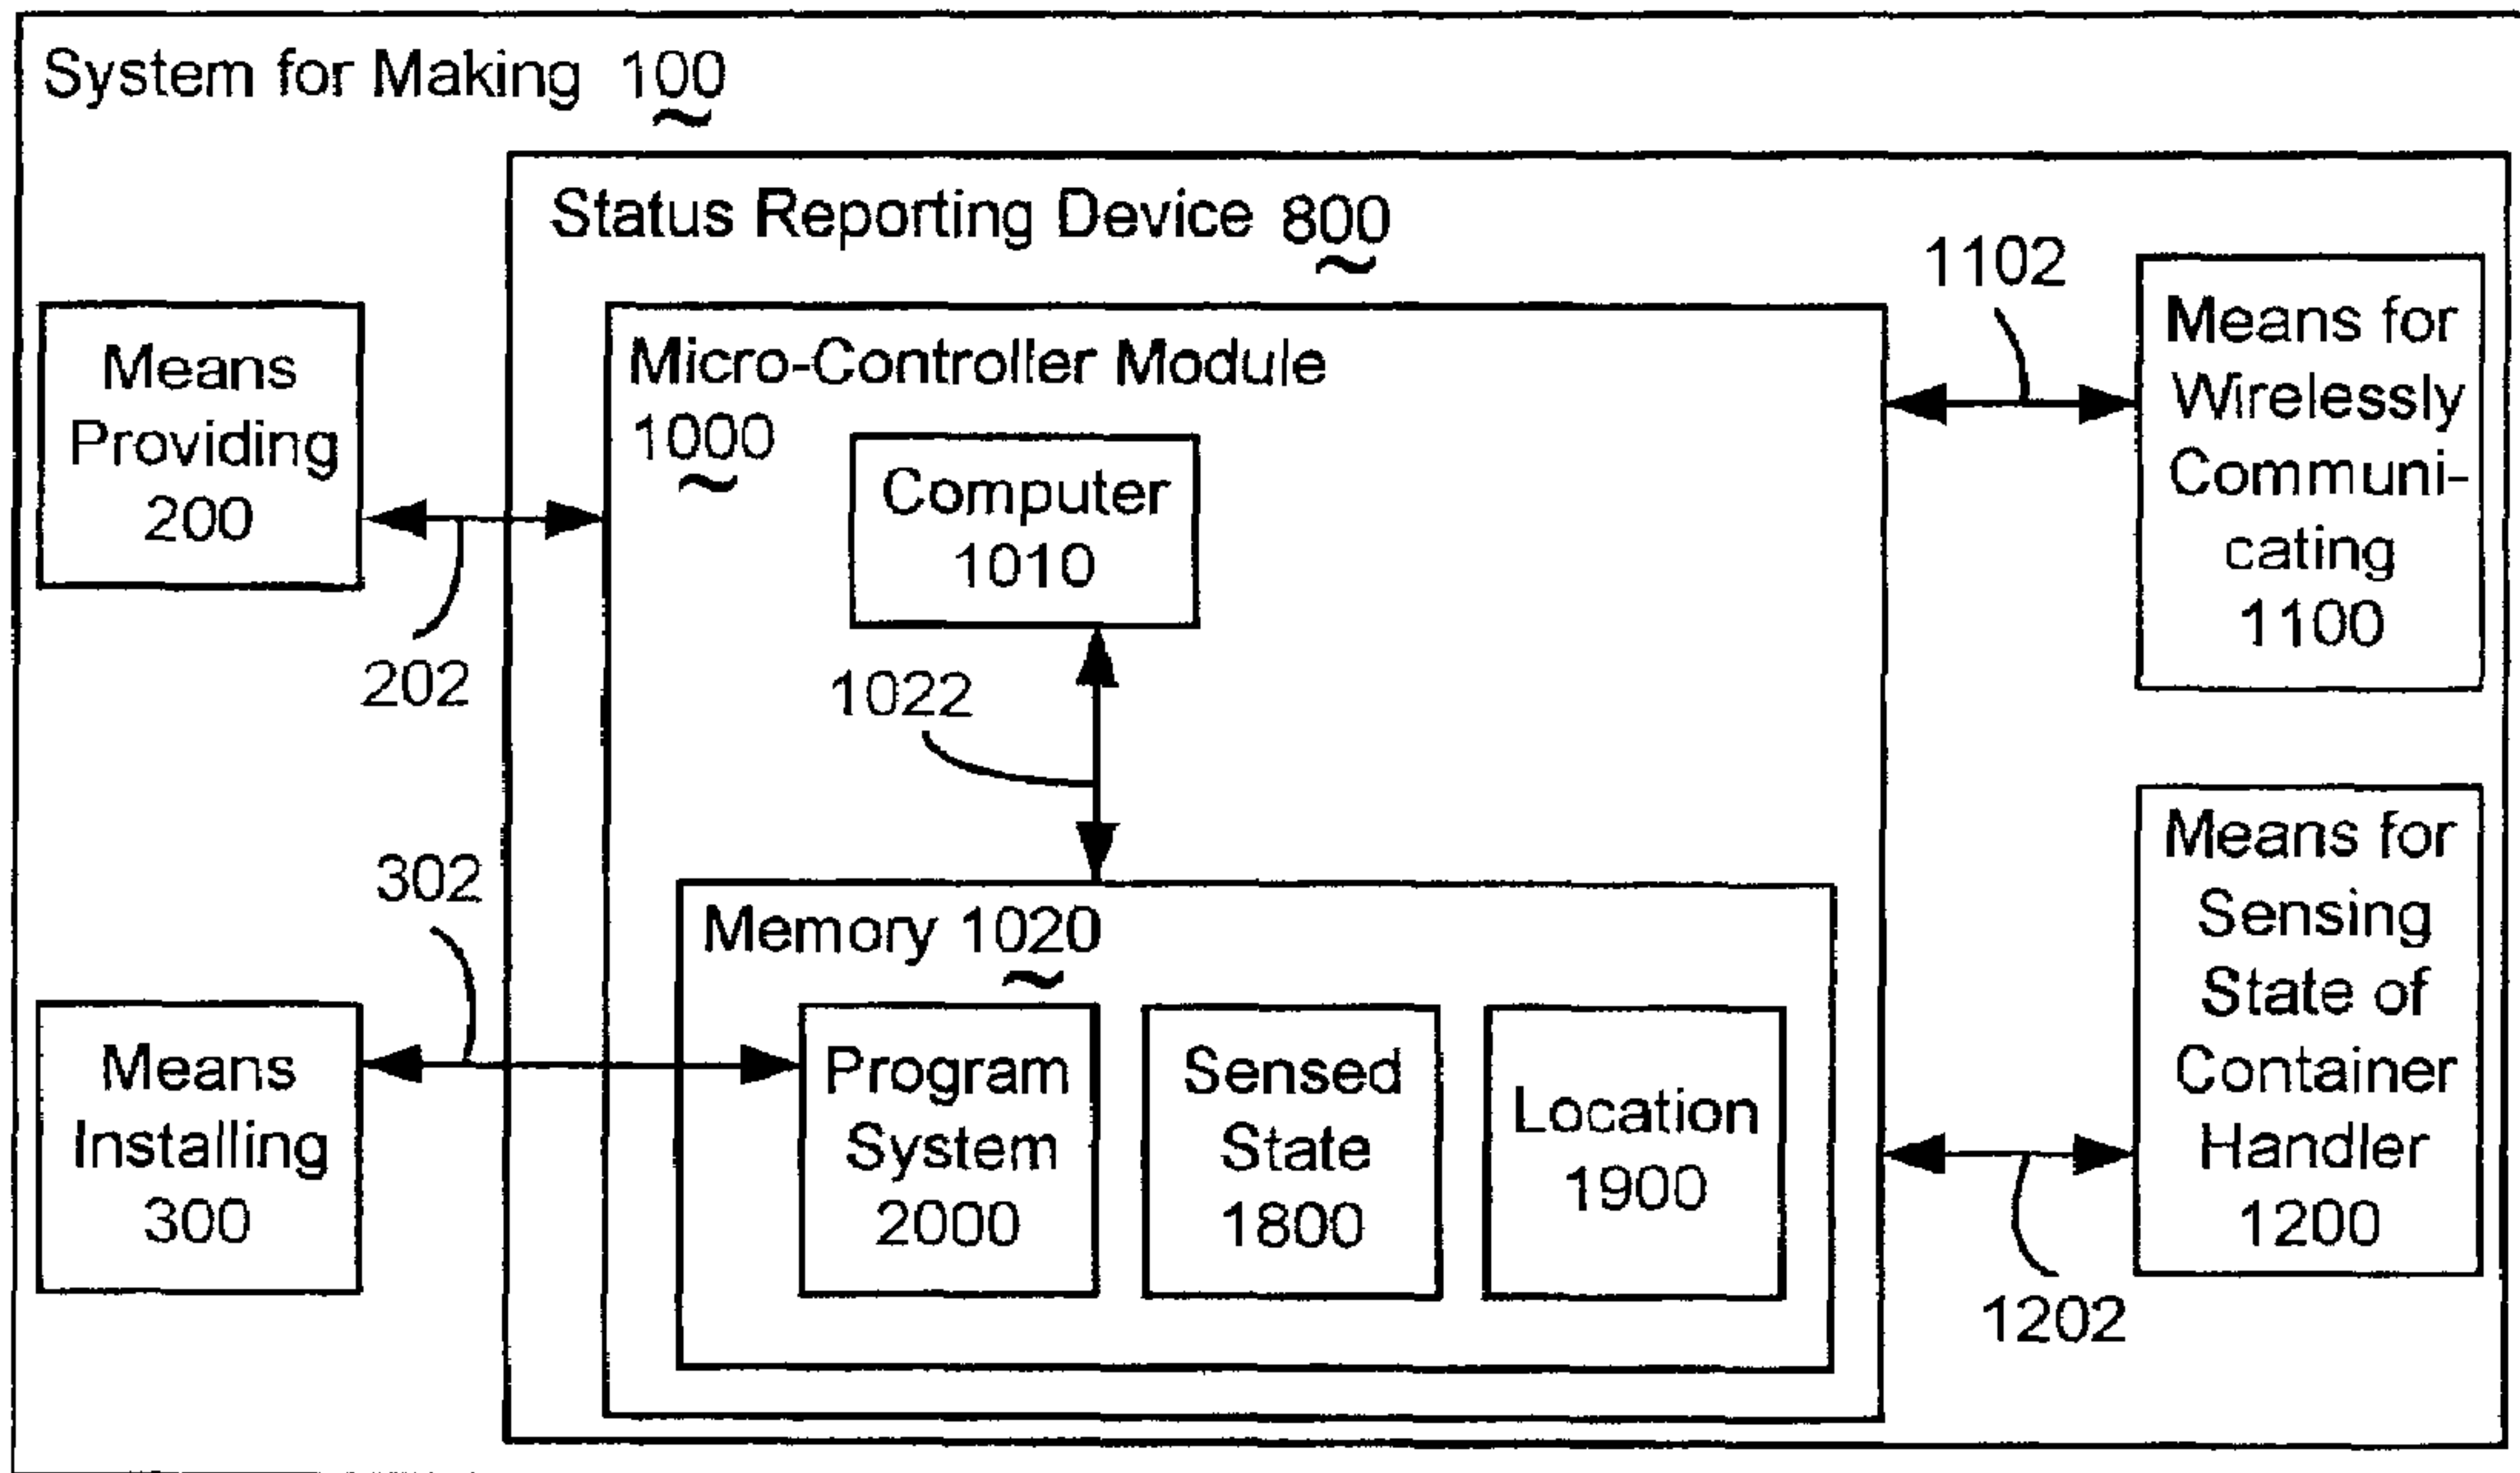 System for Making 100
Status Reporting Device 800
Means
Providing
200
202
Micro-Controller Module
1000
Computer
1010
1022
1102
Means for
Wirelessly
Communi-
cating
1100
302
Means
Installing
300
Memory 1020
Program
System
2000
Sensed
State
1800
Location
1900
Means for
Sensing
State of
Container
Handler
1200
1202